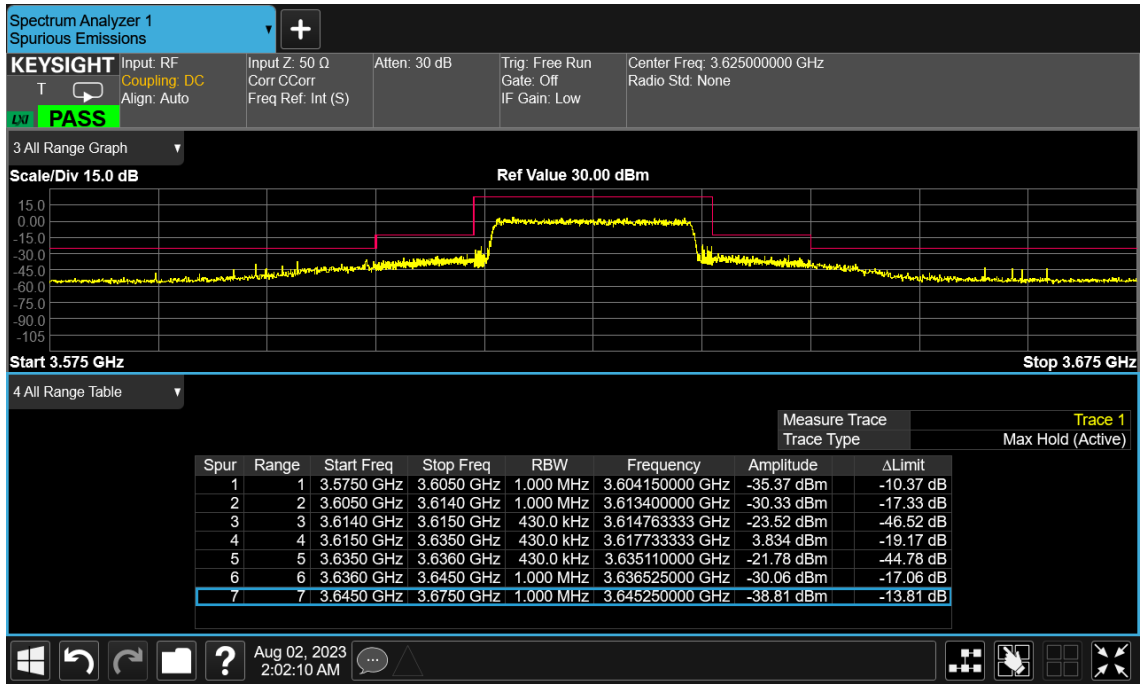 Spectrum Analyzer 1
Spurious Emissions
KEYSIGHT
T
LXI
PASS
Input: RF
Coupling: DC
Align: Auto
Input Z: 50 Ω
Corr CCorr
Freq Ref: Int (S)
Atten: 30 dB
Trig: Free Run
Gate: Off
IF Gain: Low
Center Freq: 3.625000000 GHz
Radio Std: None
3 All Range Graph
Scale/Div 15.0 dB Ref Value 30.00 dBm
15.0
0.00
-15.0
-30.0
-45.0
-60.0
-75.0
-90.0
-105
Start 3.575 GHz Stop 3.675 GHz
4 All Range Table
Measure Trace Trace 1
Trace Type Max Hold (Active)
Spur Range Start Freq Stop Freq RBW Frequency Amplitude ΔLimit
1 1 3.5750 GHz 3.6050 GHz 1.000 MHz 3.604150000 GHz -35.37 dBm -10.37 dB
2 2 3.6050 GHz 3.6140 GHz 1.000 MHz 3.613400000 GHz -30.33 dBm -17.33 dB
3 3 3.6140 GHz 3.6150 GHz 430.0 kHz 3.614763333 GHz -23.52 dBm -46.52 dB
4 4 3.6150 GHz 3.6350 GHz 430.0 kHz 3.617733333 GHz 3.834 dBm -19.17 dB
5 5 3.6350 GHz 3.6360 GHz 430.0 kHz 3.635110000 GHz -21.78 dBm -44.78 dB
6 6 3.6360 GHz 3.6450 GHz 1.000 MHz 3.636525000 GHz -30.06 dBm -17.06 dB
7 7 3.6450 GHz 3.6750 GHz 1.000 MHz 3.645250000 GHz -38.81 dBm -13.81 dB
?
Aug 02, 2023
2:02:10 AM